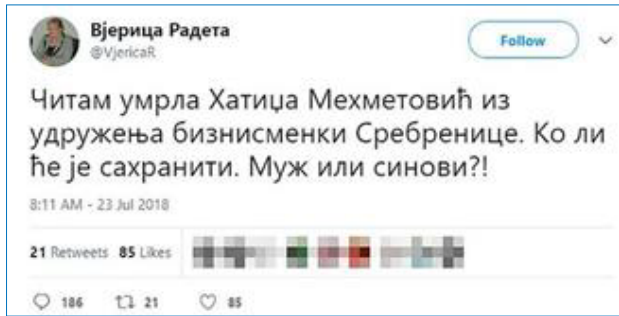 Вјерица Радета
@VjericaR
Follow
Читам умрла Хатиџа Мехметовић из
удружења бизнисменки Сребренице. Ко ли
ће је сахранити. Муж или синови?!
8:11 AM - 23 Jul 2018
21 Retweets 85 Likes
186 21 85